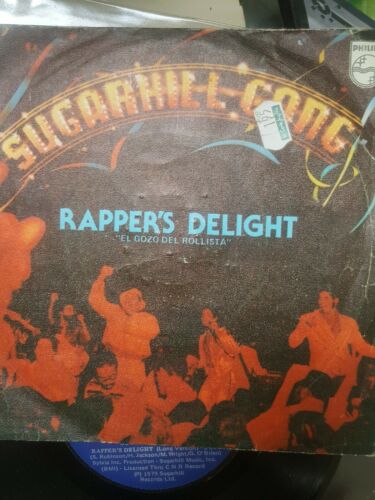 PHILIPS
SUGARHILL GANG
RAPPER'S DELIGHT
"EL GOZO DEL ROLLISTA"
RAPPER'S DELIGHT (Long Version)
(S. Robinson/H. Jackson/M. Wright/G. O'Brien)
Sylvia Inc. Production - Sugarhill Music, Inc.
(BMI) - Licensed Thru C N R Record
(P) 1979 Sugarhill
Records Ltd.